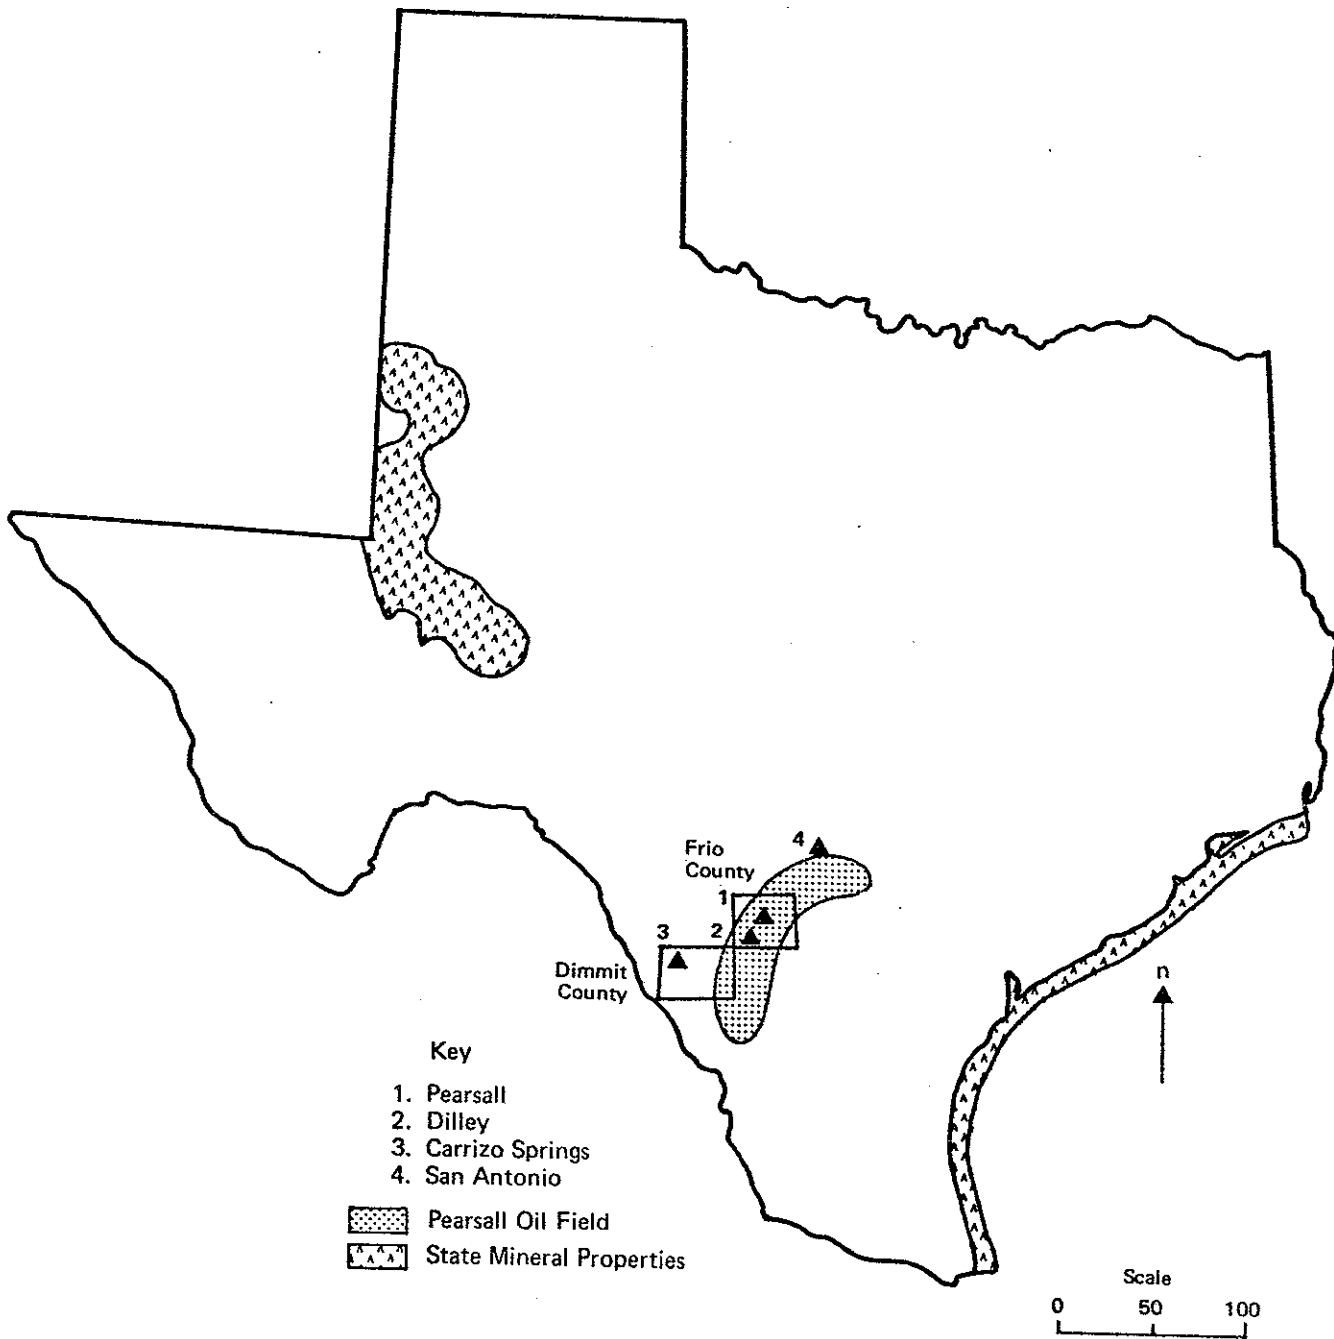 4
Frio
County
1
3
2
Dimmit
County
n
Key
1. Pearsall
2. Dilley
3. Carrizo Springs
4. San Antonio
Pearsall Oil Field
State Mineral Properties
Scale
0 50 100